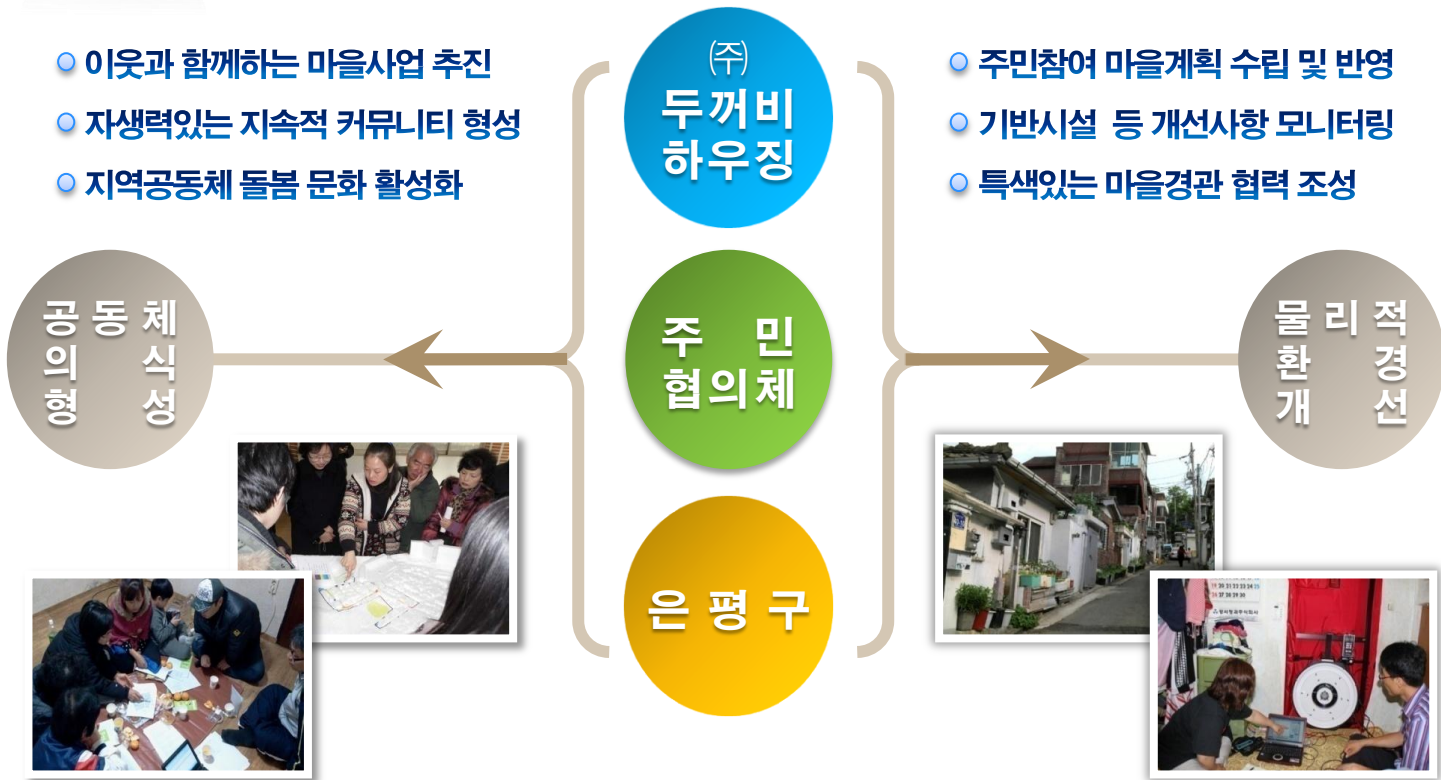 이웃과 함께하는 마을사업 추진
자생력있는 지속적 커뮤니티 형성
지역공동체 돌봄 문화 활성화
㈜
두꺼비
하우징
주민참여 마을계획 수립 및 반영
기반시설 등 개선사항 모니터링
특색있는 마을경관 협력 조성
공 동 체
의 식
형 성
주 민
협의체
물 리 적
환 경
개 선
은 평 구